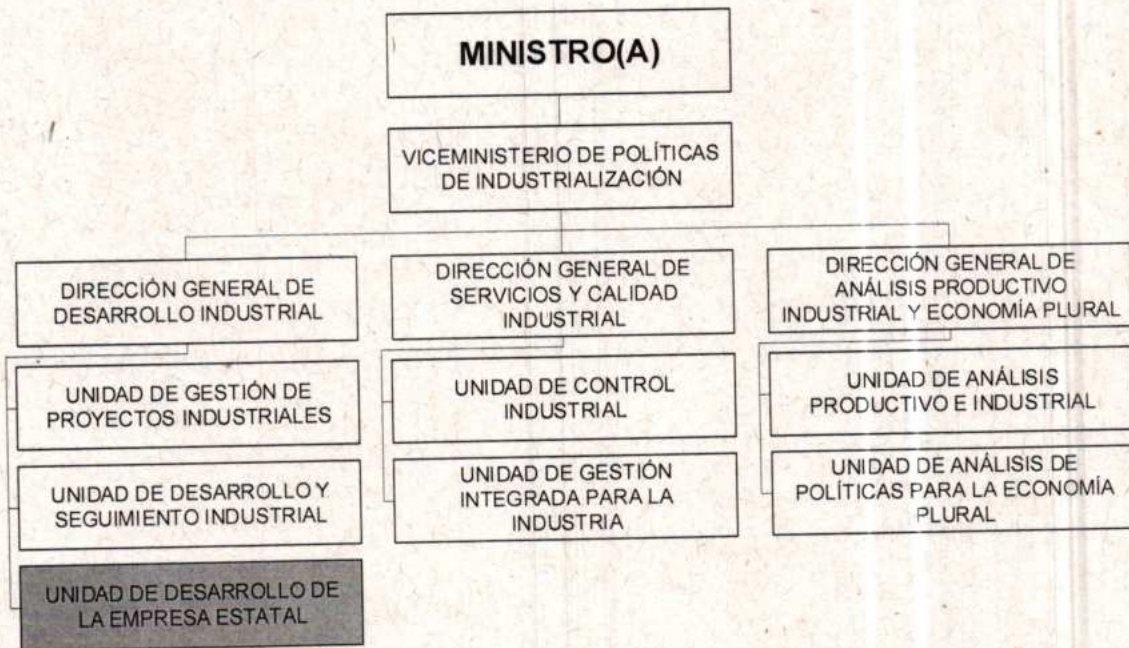 MINISTRO(A)
VICEMINISTERIO DE POLÍTICAS
DE INDUSTRIALIZACIÓN
DIRECCIÓN GENERAL DE
DESARROLLO INDUSTRIAL
DIRECCIÓN GENERAL DE
SERVICIOS Y CALIDAD
INDUSTRIAL
DIRECCIÓN GENERAL DE
ANÁLISIS PRODUCTIVO
INDUSTRIAL Y ECONOMÍA PLURAL
UNIDAD DE GESTIÓN DE
PROYECTOS INDUSTRIALES
UNIDAD DE CONTROL
INDUSTRIAL
UNIDAD DE ANÁLISIS
PRODUCTIVO E INDUSTRIAL
UNIDAD DE DESARROLLO Y
SEGUIMIENTO INDUSTRIAL
UNIDAD DE GESTIÓN
INTEGRADA PARA LA
INDUSTRIA
UNIDAD DE ANÁLISIS DE
POLÍTICAS PARA LA ECONOMÍA
PLURAL
UNIDAD DE DESARROLLO DE
LA EMPRESA ESTATAL